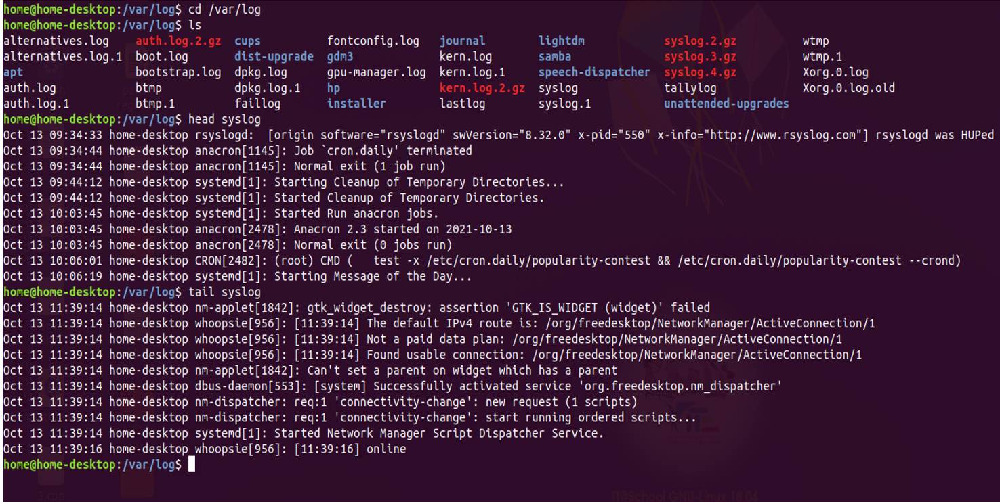 home@home-desktop:/var/log$ cd /var/log
home@home-desktop:/var/log$ ls
alternatives.log auth.log.2.gz cups fontconfig.log journal lightdm syslog.2.gz wtmp
alternatives.log.1 boot.log dist-upgrade gdm3 kern.log samba syslog.3.gz wtmp.1
apt bootstrap.log dpkg.log gpu-manager.log kern.log.1 speech-dispatcher syslog.4.gz Xorg.0.log
auth.log btmp dpkg.log.1 hp kern.log.2.gz syslog tallylog Xorg.0.log.old
auth.log.1 btmp.1 faillog installer lastlog syslog.1 unattended-upgrades
home@home-desktop:/var/log$ head syslog
Oct 13 09:34:33 home-desktop rsyslogd:  [origin software="rsyslogd" swVersion="8.32.0" x-pid="550" x-info="http://www.rsyslog.com"] rsyslogd was HUPed
Oct 13 09:34:44 home-desktop anacron[1145]: Job `cron.daily' terminated
Oct 13 09:34:44 home-desktop anacron[1145]: Normal exit (1 job run)
Oct 13 09:44:12 home-desktop systemd[1]: Starting Cleanup of Temporary Directories...
Oct 13 09:44:12 home-desktop systemd[1]: Started Cleanup of Temporary Directories.
Oct 13 10:03:45 home-desktop systemd[1]: Started Run anacron jobs.
Oct 13 10:03:45 home-desktop anacron[2478]: Anacron 2.3 started on 2021-10-13
Oct 13 10:03:45 home-desktop anacron[2478]: Normal exit (0 jobs run)
Oct 13 10:06:01 home-desktop CRON[2482]: (root) CMD (   test -x /etc/cron.daily/popularity-contest && /etc/cron.daily/popularity-contest --crond)
Oct 13 10:06:19 home-desktop systemd[1]: Starting Message of the Day...
home@home-desktop:/var/log$ tail syslog
Oct 13 11:39:14 home-desktop nm-applet[1842]: gtk_widget_destroy: assertion 'GTK_IS_WIDGET (widget)' failed
Oct 13 11:39:14 home-desktop whoopsie[956]: [11:39:14] The default IPv4 route is: /org/freedesktop/NetworkManager/ActiveConnection/1
Oct 13 11:39:14 home-desktop whoopsie[956]: [11:39:14] Not a paid data plan: /org/freedesktop/NetworkManager/ActiveConnection/1
Oct 13 11:39:14 home-desktop whoopsie[956]: [11:39:14] Found usable connection: /org/freedesktop/NetworkManager/ActiveConnection/1
Oct 13 11:39:14 home-desktop nm-applet[1842]: Can't set a parent on widget which has a parent
Oct 13 11:39:14 home-desktop dbus-daemon[553]: [system] Successfully activated service 'org.freedesktop.nm_dispatcher'
Oct 13 11:39:14 home-desktop nm-dispatcher: req:1 'connectivity-change': new request (1 scripts)
Oct 13 11:39:14 home-desktop nm-dispatcher: req:1 'connectivity-change': start running ordered scripts...
Oct 13 11:39:14 home-desktop systemd[1]: Started Network Manager Script Dispatcher Service.
Oct 13 11:39:16 home-desktop whoopsie[956]: [11:39:16] online
home@home-desktop:/var/log$
3.cpp IT@School GNU-Linux 18.04